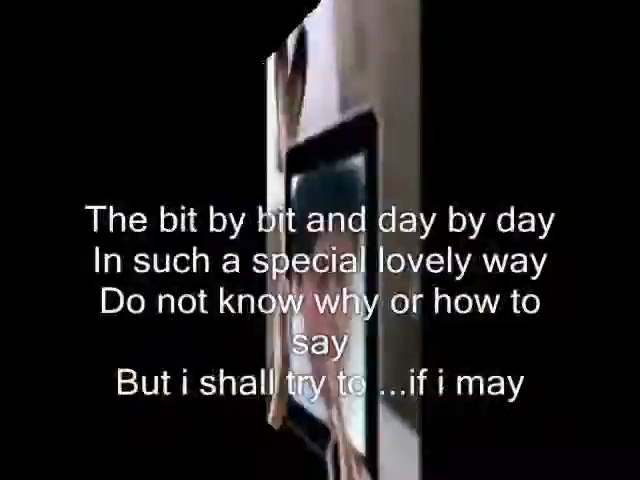 The bit by bit and day by day
In such a special lovely way
Do not know why or how to
say
But i shall try to ...if i may